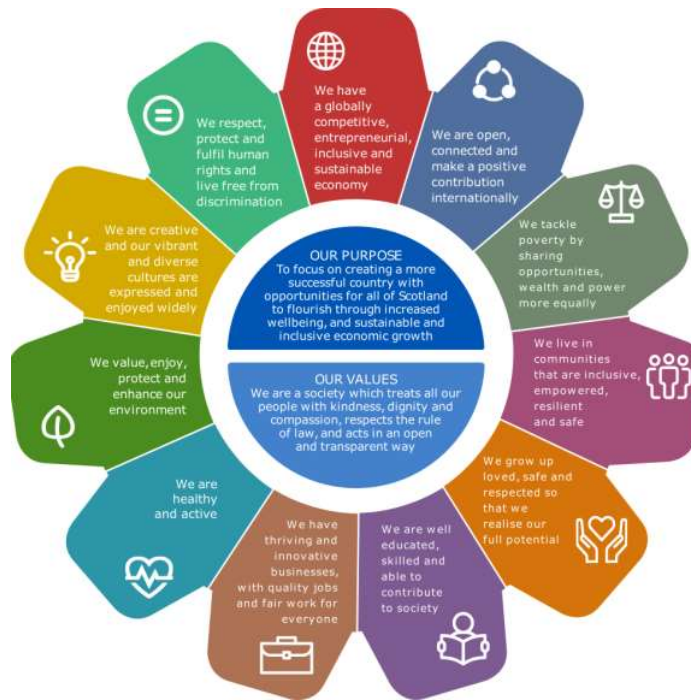 We have
a globally
competitive,
entrepreneurial,
inclusive and
sustainable
economy
We are open,
connected and
make a positive
contribution
internationally
We tackle
poverty by
sharing
opportunities,
wealth and power
more equally
We live in
communities
that are inclusive,
empowered,
resilient
and safe
We grow up
loved, safe and
respected so
that we
realise our
full potential
We are well
educated,
skilled and
able to
contribute
to society
We have
thriving and
innovative
businesses,
with quality jobs
and fair work for
everyone
We are
healthy
and active
We value, enjoy,
protect and
enhance our
environment
We are creative
and our vibrant
and diverse
cultures are
expressed and
enjoyed widely
We respect,
protect and
fulfil human
rights and
live free from
discrimination
OUR PURPOSE
To focus on creating a more
successful country with
opportunities for all of Scotland
to flourish through increased
wellbeing, and sustainable and
inclusive economic growth
OUR VALUES
We are a society which treats all our
people with kindness, dignity and
compassion, respects the rule
of law, and acts in an open
and transparent way